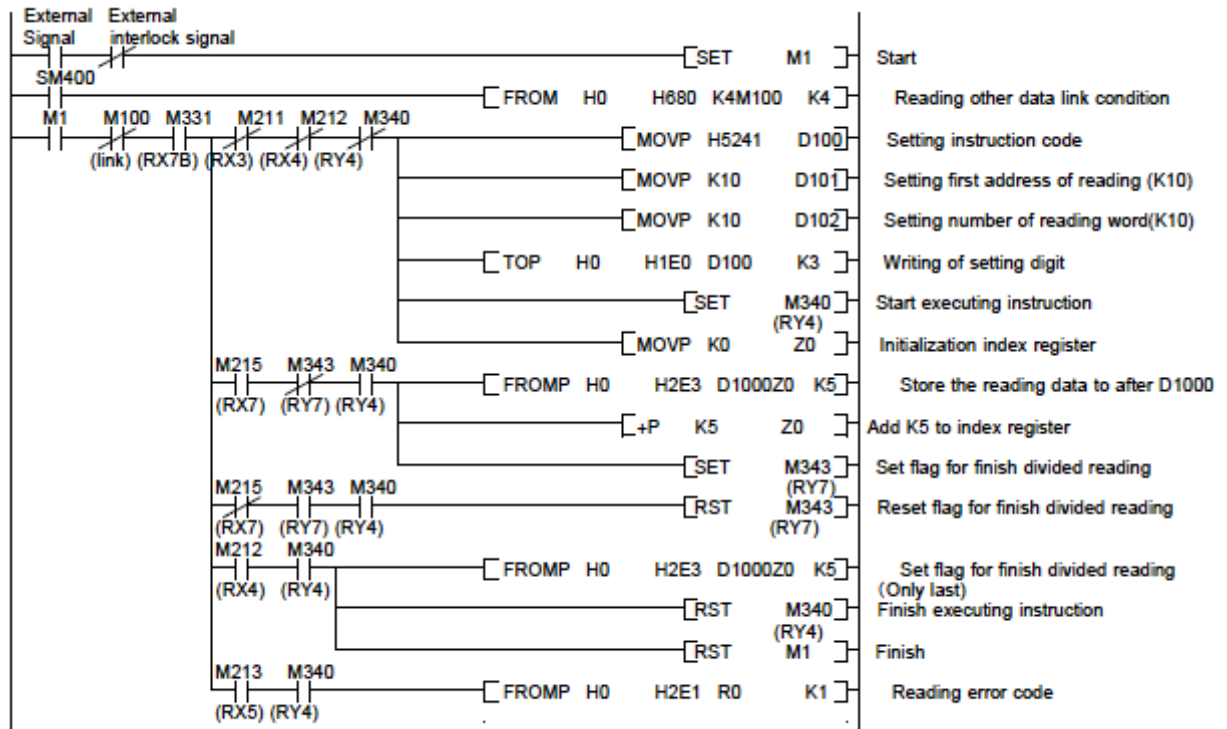 External External
Signal interlock signal
SET M1 Start
SM400
FROM H0 H680 K4M100 K4 Reading other data link condition
M1 M100 M331 M211 M212 M340
MOVP H5241 D100 Setting instruction code
(link) (RX7B) (RX3) (RX4) (RY4)
MOVP K10 D101 Setting first address of reading (K10)
MOVP K10 D102 Setting number of reading word(K10)
TOP H0 H1E0 D100 K3 Writing of setting digit
SET M340 Start executing instruction
(RY4)
MOVP K0 Z0 Initialization index register
M215 M343 M340
FROMP H0 H2E3 D1000Z0 K5 Store the reading data to after D1000
(RX7) (RY7) (RY4)
+P K5 Z0 Add K5 to index register
SET M343 Set flag for finish divided reading
(RY7)
M215 M343 M340
RST M343 Reset flag for finish divided reading
(RX7) (RY7) (RY4) (RY7)
M212 M340
FROMP H0 H2E3 D1000Z0 K5 Set flag for finish divided reading
(RX4) (RY4) (Only last)
RST M340 Finish executing instruction
(RY4)
RST M1 Finish
M213 M340
FROMP H0 H2E1 R0 K1 Reading error code
(RX5) (RY4)